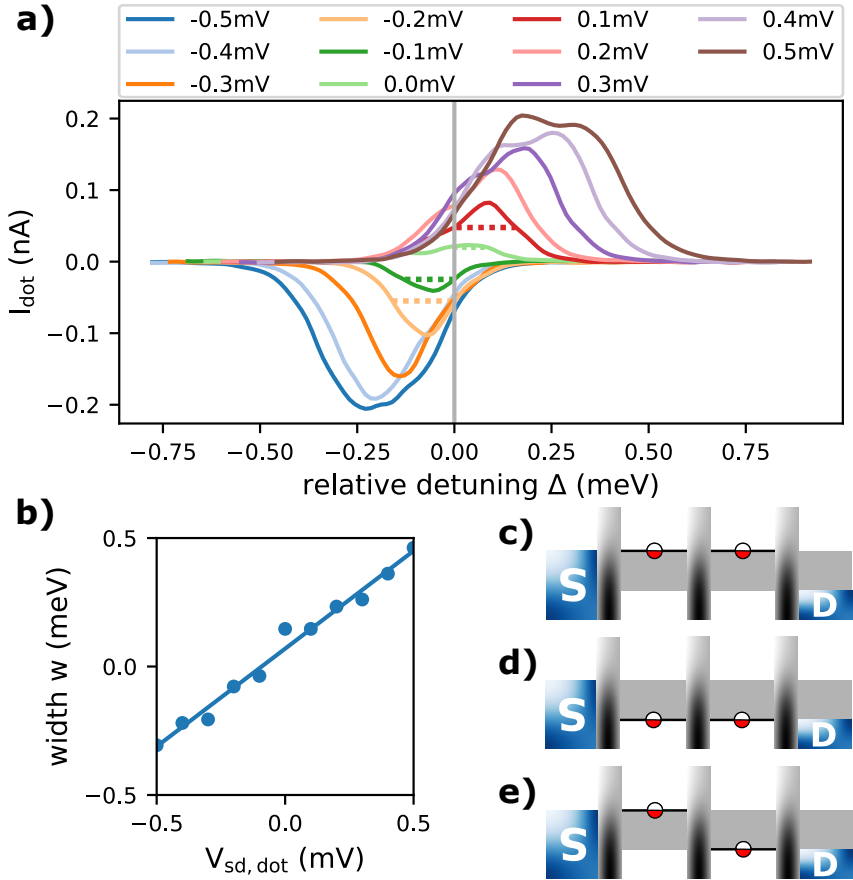 a)
-0.5mV -0.2mV 0.1mV 0.4mV
-0.4mV -0.1mV 0.2mV 0.5mV
-0.3mV 0.0mV 0.3mV
0.2
0.1
0.0
−0.1
−0.2
I_dot (nA)
−0.75 −0.50 −0.25 0.00 0.25 0.50 0.75
relative detuning Δ (meV)
b)
0.5
0.0
−0.5
width w (meV)
−0.5 0.0 0.5
V_sd, dot (mV)
c)
S
D
d)
S
D
e)
S
D